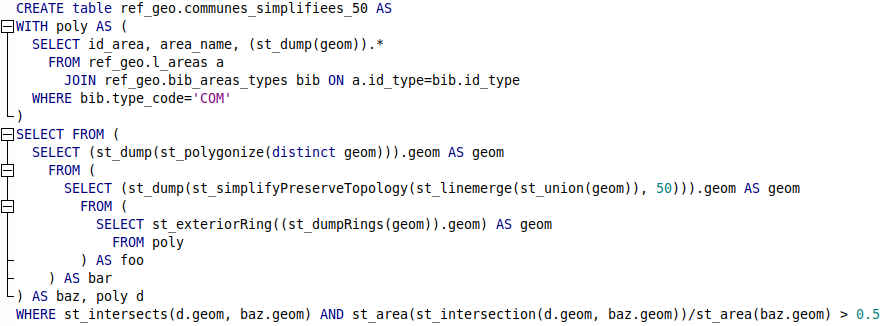 CREATE table ref_geo.communes_simplifiees_50 AS
WITH poly AS (
SELECT id_area, area_name, (st_dump(geom)).*
FROM ref_geo.l_areas a
JOIN ref_geo.bib_areas_types bib ON a.id_type=bib.id_type
WHERE bib.type_code='COM'
)
SELECT FROM (
SELECT (st_dump(st_polygonize(distinct geom))).geom AS geom
FROM (
SELECT (st_dump(st_simplifyPreserveTopology(st_linemerge(st_union(geom)), 50))).geom AS geom
FROM (
SELECT st_exteriorRing((st_dumpRings(geom)).geom) AS geom
FROM poly
) AS foo
) AS bar
) AS baz, poly d
WHERE st_intersects(d.geom, baz.geom) AND st_area(st_intersection(d.geom, baz.geom))/st_area(baz.geom) > 0.5